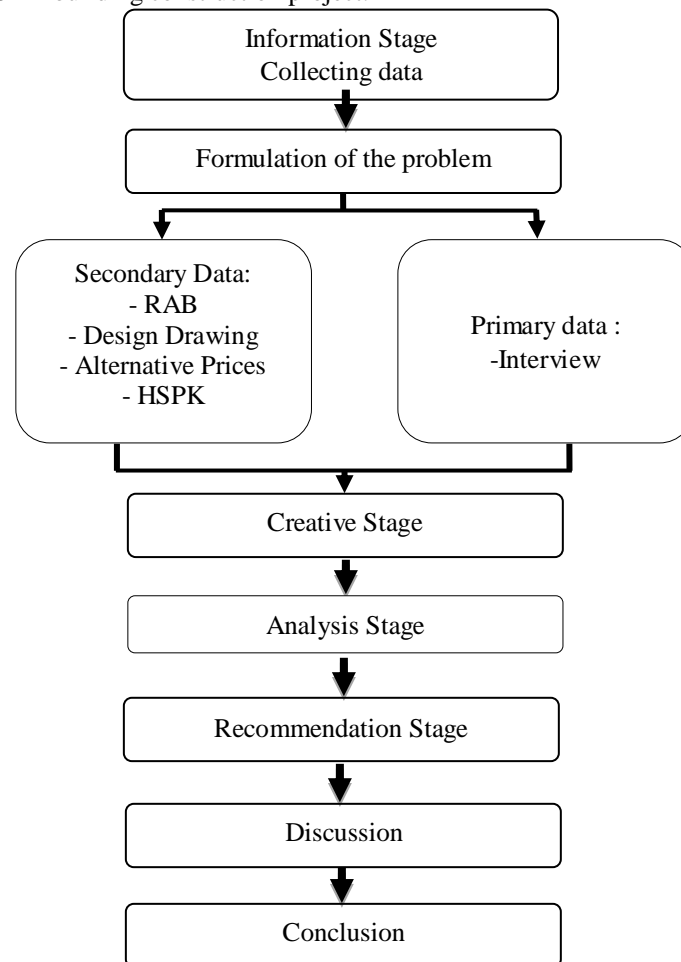 Information Stage
Collecting data
Formulation of the problem
Secondary Data:
- RAB
- Design Drawing
- Alternative Prices
- HSPK
Primary data :
-Interview
Creative Stage
Analysis Stage
Recommendation Stage
Discussion
Conclusion